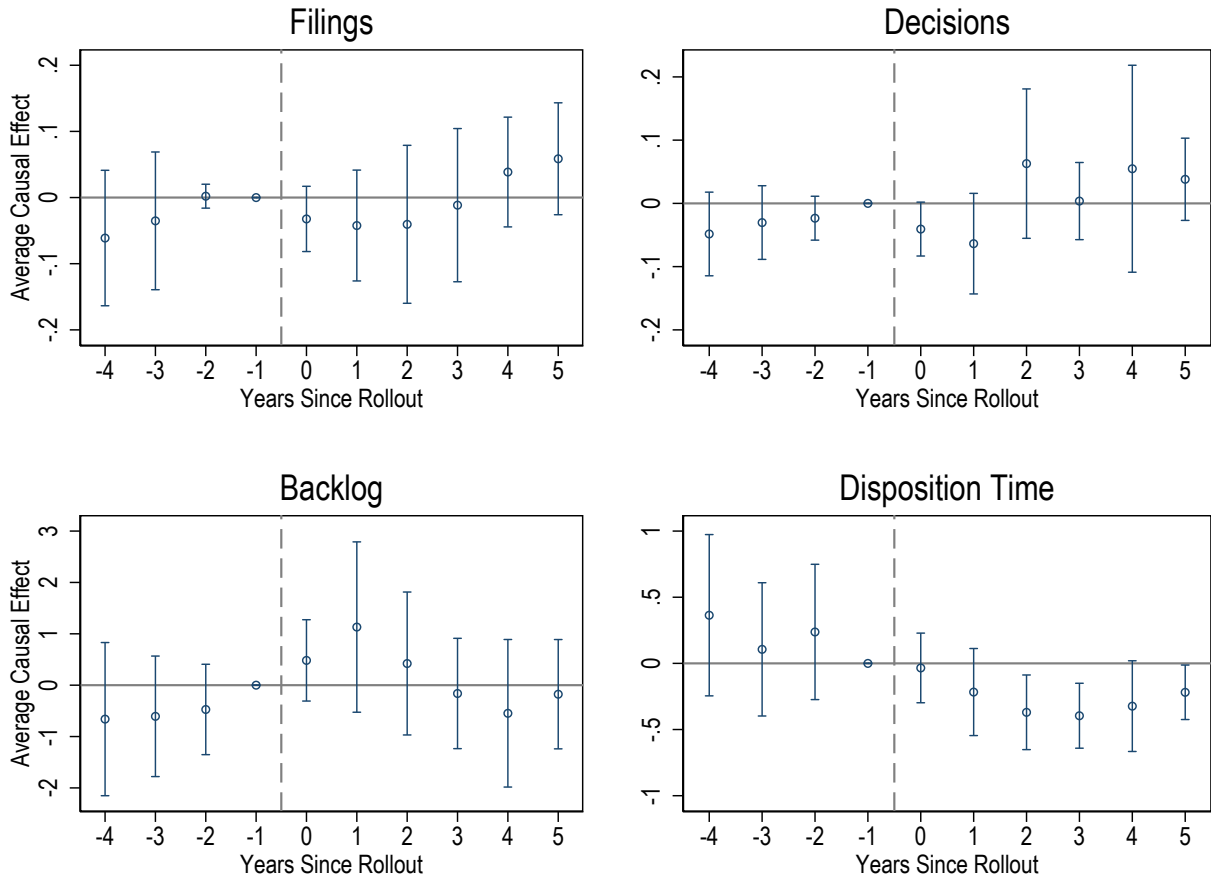 Filings
Average Causal Effect
.2
.1
0
-.1
-.2
-4 -3 -2 -1 0 1 2 3 4 5
Years Since Rollout
Decisions
.2
.1
0
-.1
-.2
-4 -3 -2 -1 0 1 2 3 4 5
Years Since Rollout
Backlog
Average Causal Effect
3
2
1
0
-1
-2
-4 -3 -2 -1 0 1 2 3 4 5
Years Since Rollout
Disposition Time
1
.5
0
-.5
-1
-4 -3 -2 -1 0 1 2 3 4 5
Years Since Rollout